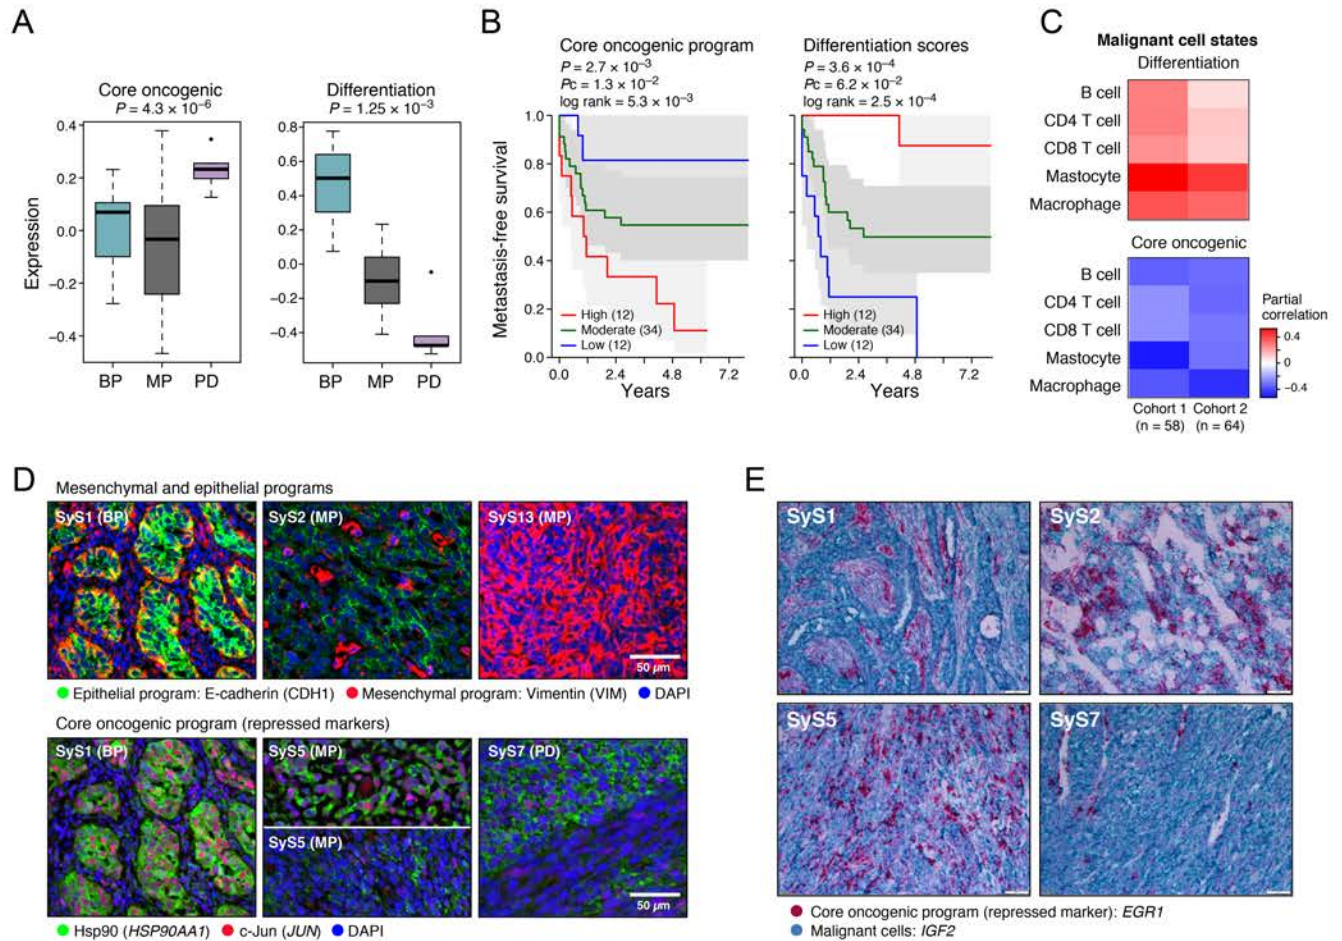 A
Core oncogenic
P = 4.3 × 10⁻⁶
Differentiation
P = 1.25 × 10⁻³
Expression
0.4
0.2
0.0
−0.2
−0.4
BP MP PD
0.8
0.6
0.4
0.2
0.0
−0.2
−0.4
BP MP PD
B
Core oncogenic program
P = 2.7 × 10⁻³
Pc = 1.3 × 10⁻²
log rank = 5.3 × 10⁻³
Differentiation scores
P = 3.6 × 10⁻⁴
Pc = 6.2 × 10⁻²
log rank = 2.5 × 10⁻⁴
Metastasis-free survival
1.0
0.8
0.6
0.4
0.2
0.0
High (12)
Moderate (34)
Low (12)
0.0 2.4 4.8 7.2
Years
High (12)
Moderate (34)
Low (12)
0.0 2.4 4.8 7.2
Years
C
Malignant cell states
Differentiation
B cell
CD4 T cell
CD8 T cell
Mastocyte
Macrophage
Core oncogenic
B cell
CD4 T cell
CD8 T cell
Mastocyte
Macrophage
Cohort 1 Cohort 2
(n = 58) (n = 64)
Partial
correlation
0.4
0
−0.4
D
Mesenchymal and epithelial programs
SyS1 (BP) SyS2 (MP) SyS13 (MP)
50 µm
Epithelial program: E-cadherin (CDH1) Mesenchymal program: Vimentin (VIM) DAPI
Core oncogenic program (repressed markers)
SyS1 (BP) SyS5 (MP) SyS7 (PD)
SyS5 (MP)
50 µm
Hsp90 (HSP90AA1) c-Jun (JUN) DAPI
E
SyS1 SyS2
SyS5 SyS7
Core oncogenic program (repressed marker): EGR1
Malignant cells: IGF2